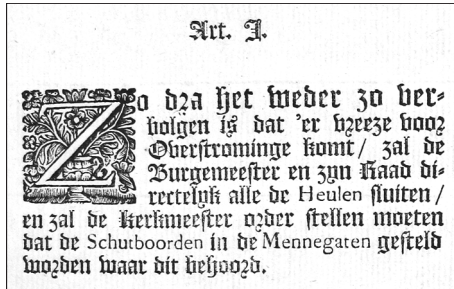 Art. I.
Zo dra het weder zo ver-
bolgen is dat 'er vreeze voor
Overstrominge komt / zal de
Burgemeester en zyn Raad di-
rectelyk alle de Heulen sluiten /
en zal de Kerkmeester order stellen moeten
dat de Schutboorden in de Mennegaten gesteld
worden waar dit behoord.